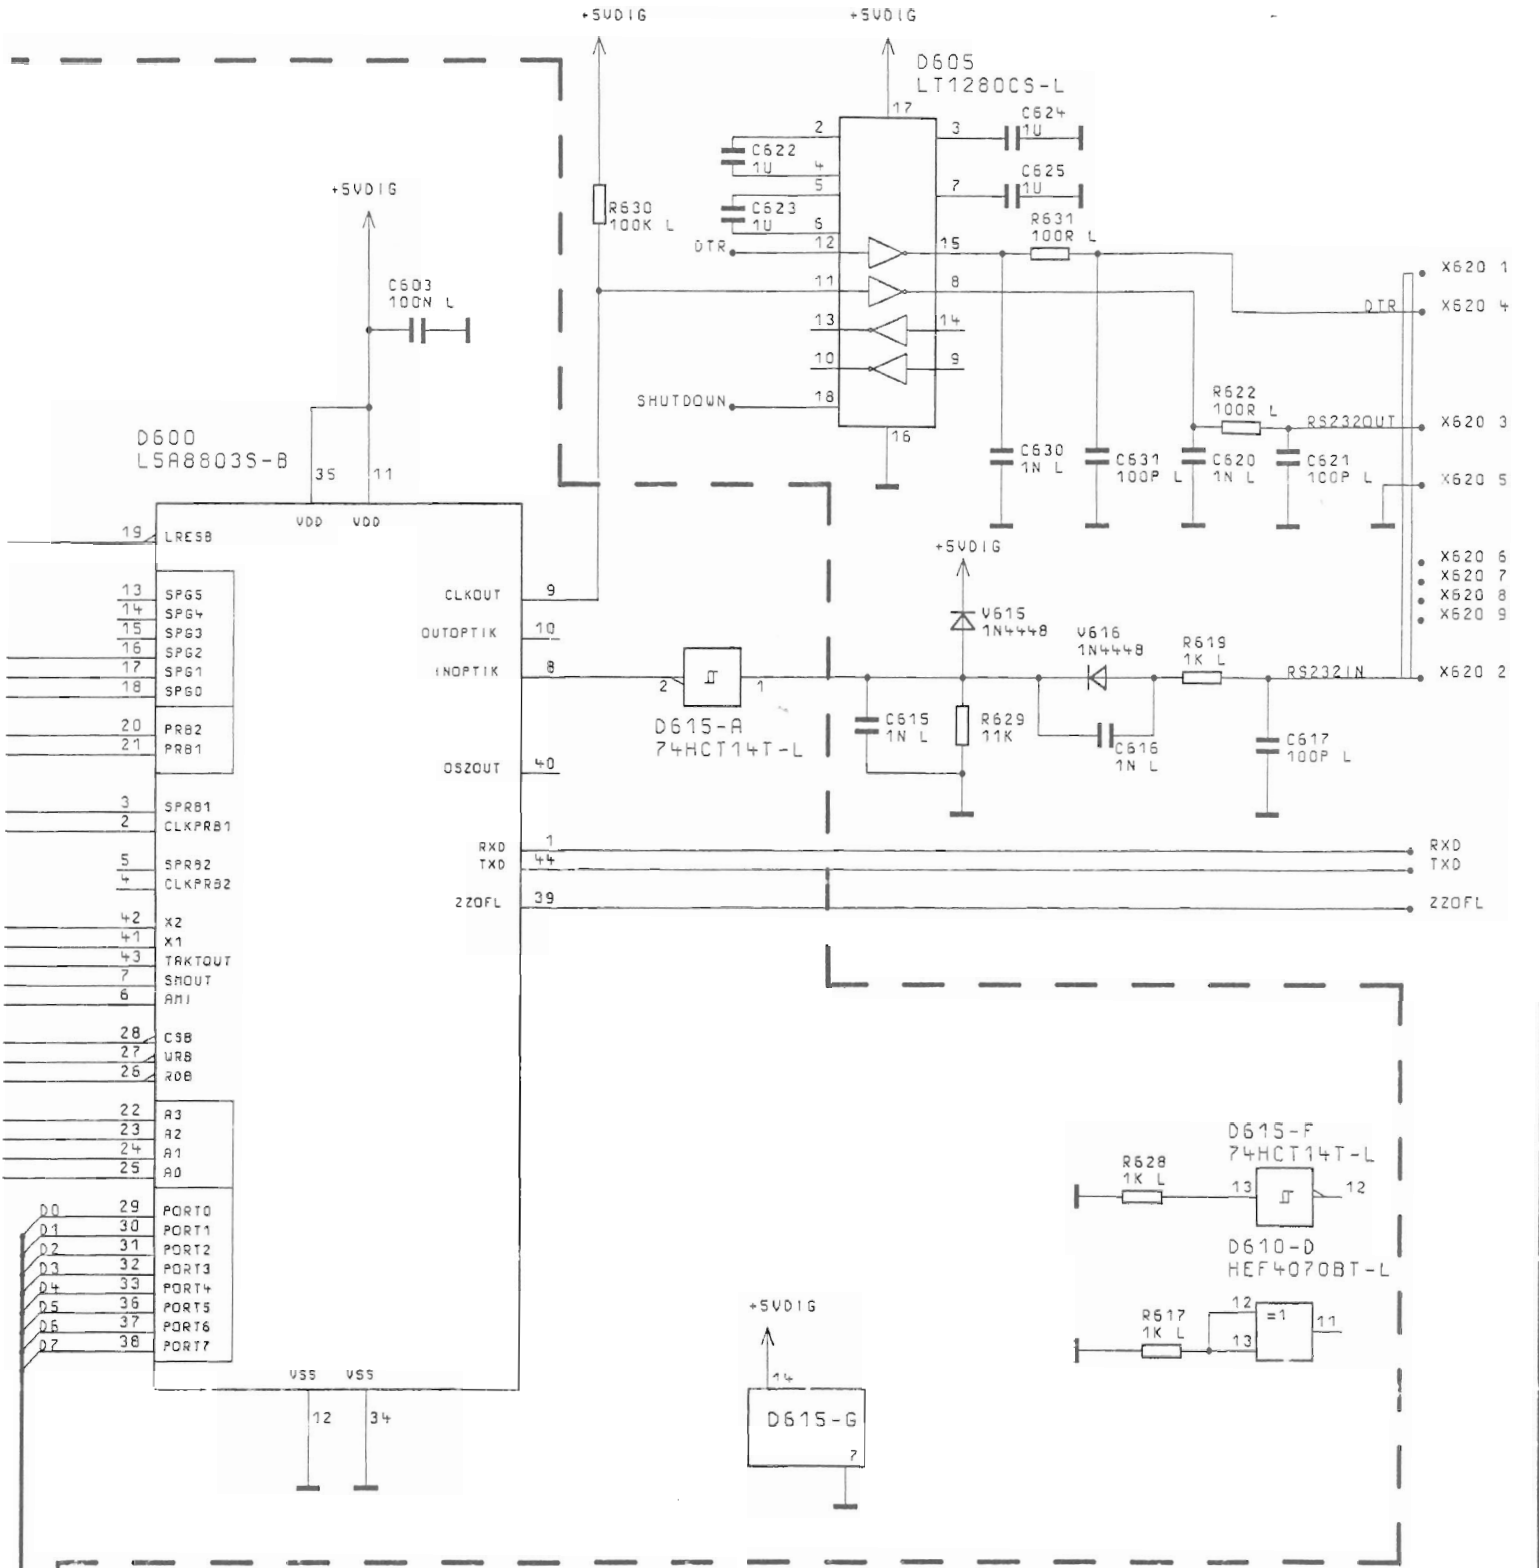 +5VDIG
+5VDIG
D605
LT1280CS-L
17
2
3
C624
1U
C622
1U
4
5
7
C625
1U
C623
1U
6
+5VDIG
R630
100K L
DTR
12
15
R631
100R L
11
8
13
14
10
9
SHUTDOWN
18
16
C603
100N L
X620 1
DTR
X620 4
R622
100R L
RS232OUT
X620 3
C630
1N L
C631
100P L
C620
1N L
C621
100P L
X620 5
D600
LSA8803S-B
35
11
VDD
VDD
19
LRESB
13
SPG5
14
SPG4
15
SPG3
16
SPG2
17
SPG1
18
SPG0
20
PRB2
21
PRB1
3
SPRB1
2
CLKPRB1
5
SPRB2
4
CLKPRB2
42
X2
41
X1
43
TAKTOUT
7
SMOUT
6
AMI
28
CSB
27
WRB
26
RDB
22
A3
23
A2
24
A1
25
A0
D0
29
PORT0
D1
30
PORT1
D2
31
PORT2
D3
32
PORT3
D4
33
PORT4
D5
36
PORT5
D6
37
PORT6
D7
38
PORT7
VSS
VSS
12
34
CLKOUT
9
OUTOPTIK
10
INOPTIK
8
OSZOUT
40
RXD
1
TXD
44
ZZOFL
39
2
1
D615-A
74HCT14T-L
+5VDIG
V615
1N4448
V616
1N4448
R619
1K L
RS232IN
X620 6
X620 7
X620 8
X620 9
X620 2
C615
1N L
R629
11K
C616
1N L
C617
100P L
RXD
TXD
ZZOFL
D615-F
74HCT14T-L
R628
1K L
13
12
D610-D
HEF4070BT-L
R617
1K L
12
=1
13
11
+5VDIG
14
D615-G
7